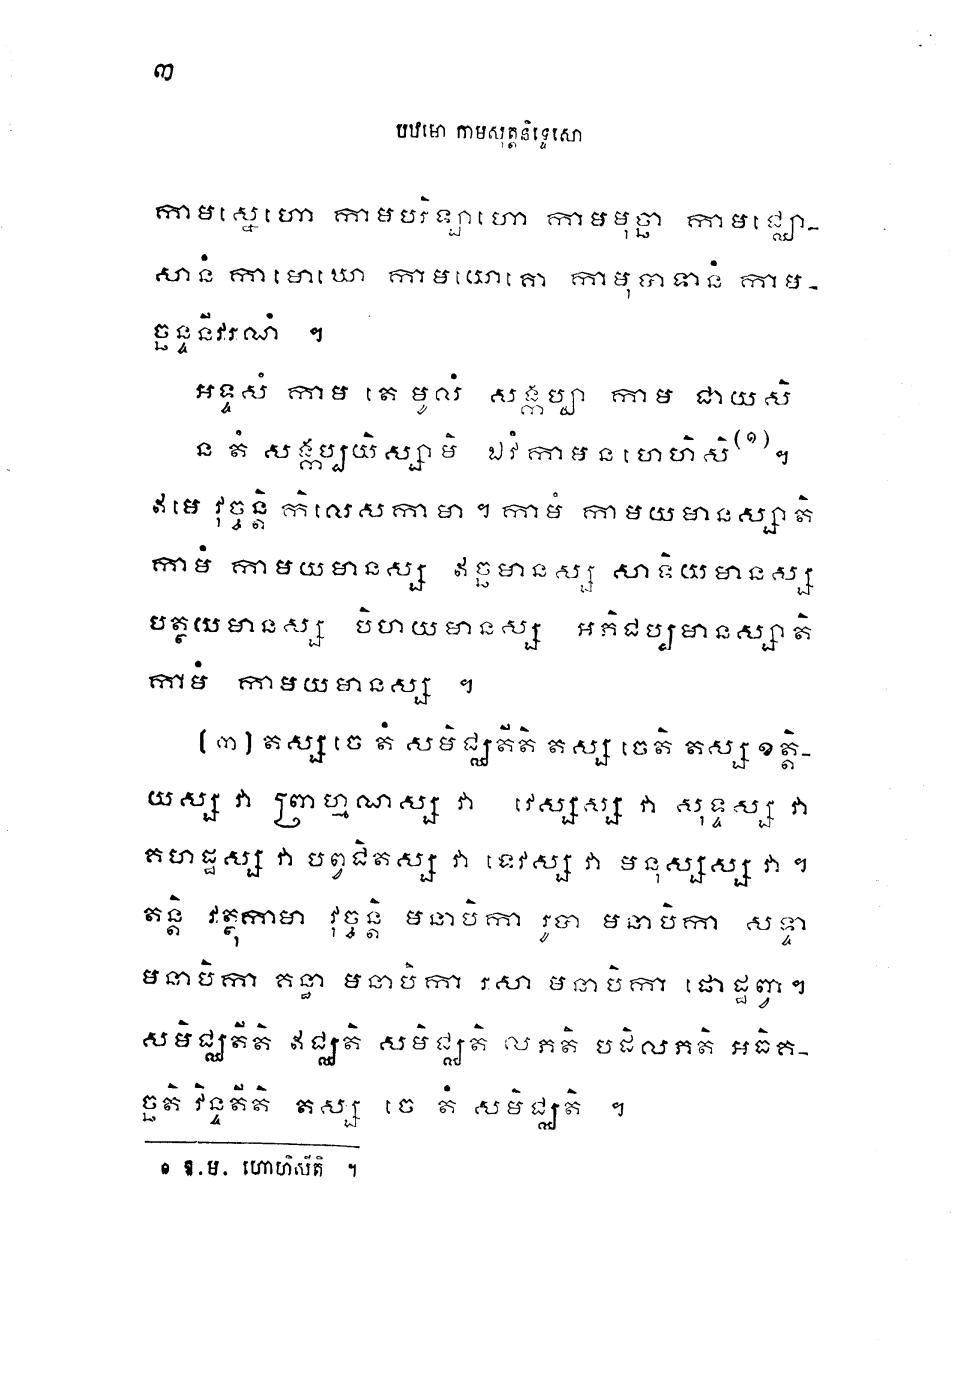 ៣
បឋមោ កាមសុត្តនិទ្ទេសោ
កាមស្នេហោ កាមបរិឡាហោ កាមមុច្ឆា កាមជ្ឈោ-
សានំ កាមោឃោ កាមយោគោ កាមុបាទានំ កាម-
ច្ឆន្ទនីវរណំ ។
អទ្ទសំ កាម តេ មូលំ សង្កប្បា កាម ជាយសិ
ន តំ សង្កប្បយិស្សាមិ ឯវំ កាម ន ហេហិសិ (១) ។
ឥមេ វុច្ចន្តិ កិលេសកាមា ។ កាមំ កាមយមានស្សាតិ
កាមំ កាមយមានស្ស ឥច្ឆមានស្ស សាទិយមានស្ស
បត្ថយមានស្ស បិហយមានស្ស អភិជប្បមានស្សាតិ
កាមំ កាមយមានស្ស ។
(៣) តស្ស ចេ តំ សមិជ្ឈតីតិ តស្ស ចេតិ តស្ស ខត្តិ-
យស្ស វា ព្រាហ្មណស្ស វា វេស្សស្ស វា សុទ្ទស្ស វា
គហដ្ឋស្ស វា បព្វជិតស្ស វា ទេវស្ស វា មនុស្សស្ស វា ។
តន្តិ វត្ថុកាមា វុច្ចន្តិ មនាបិកា រូបា មនាបិកា សទ្ទា
មនាបិកា គន្ធា មនាបិកា រសា មនាបិកា ផោដ្ឋព្វា ។
សមិជ្ឈតីតិ ឥជ្ឈតិ សមិជ្ឈតិ លភតិ បដិលភតិ អធិគ-
ច្ឆតិ វិន្ទតីតិ តស្ស ចេ តំ សមិជ្ឈតិ ។
១ ឱ.ម. ហោហិសីតិ ។